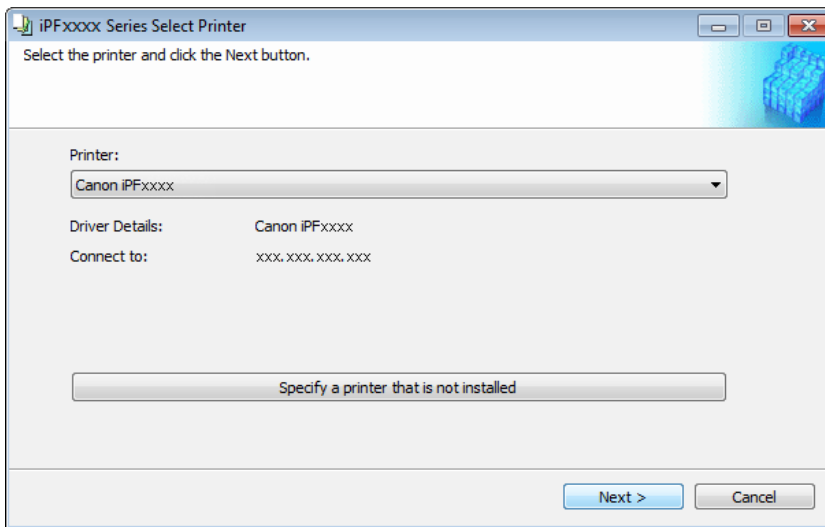 iPFxxxx Series Select Printer
Select the printer and click the Next button.
Printer:
Canon iPFxxxx
Driver Details: Canon iPFxxxx
Connect to: xxx.xxx.xxx.xxx
Specify a printer that is not installed
Next > Cancel